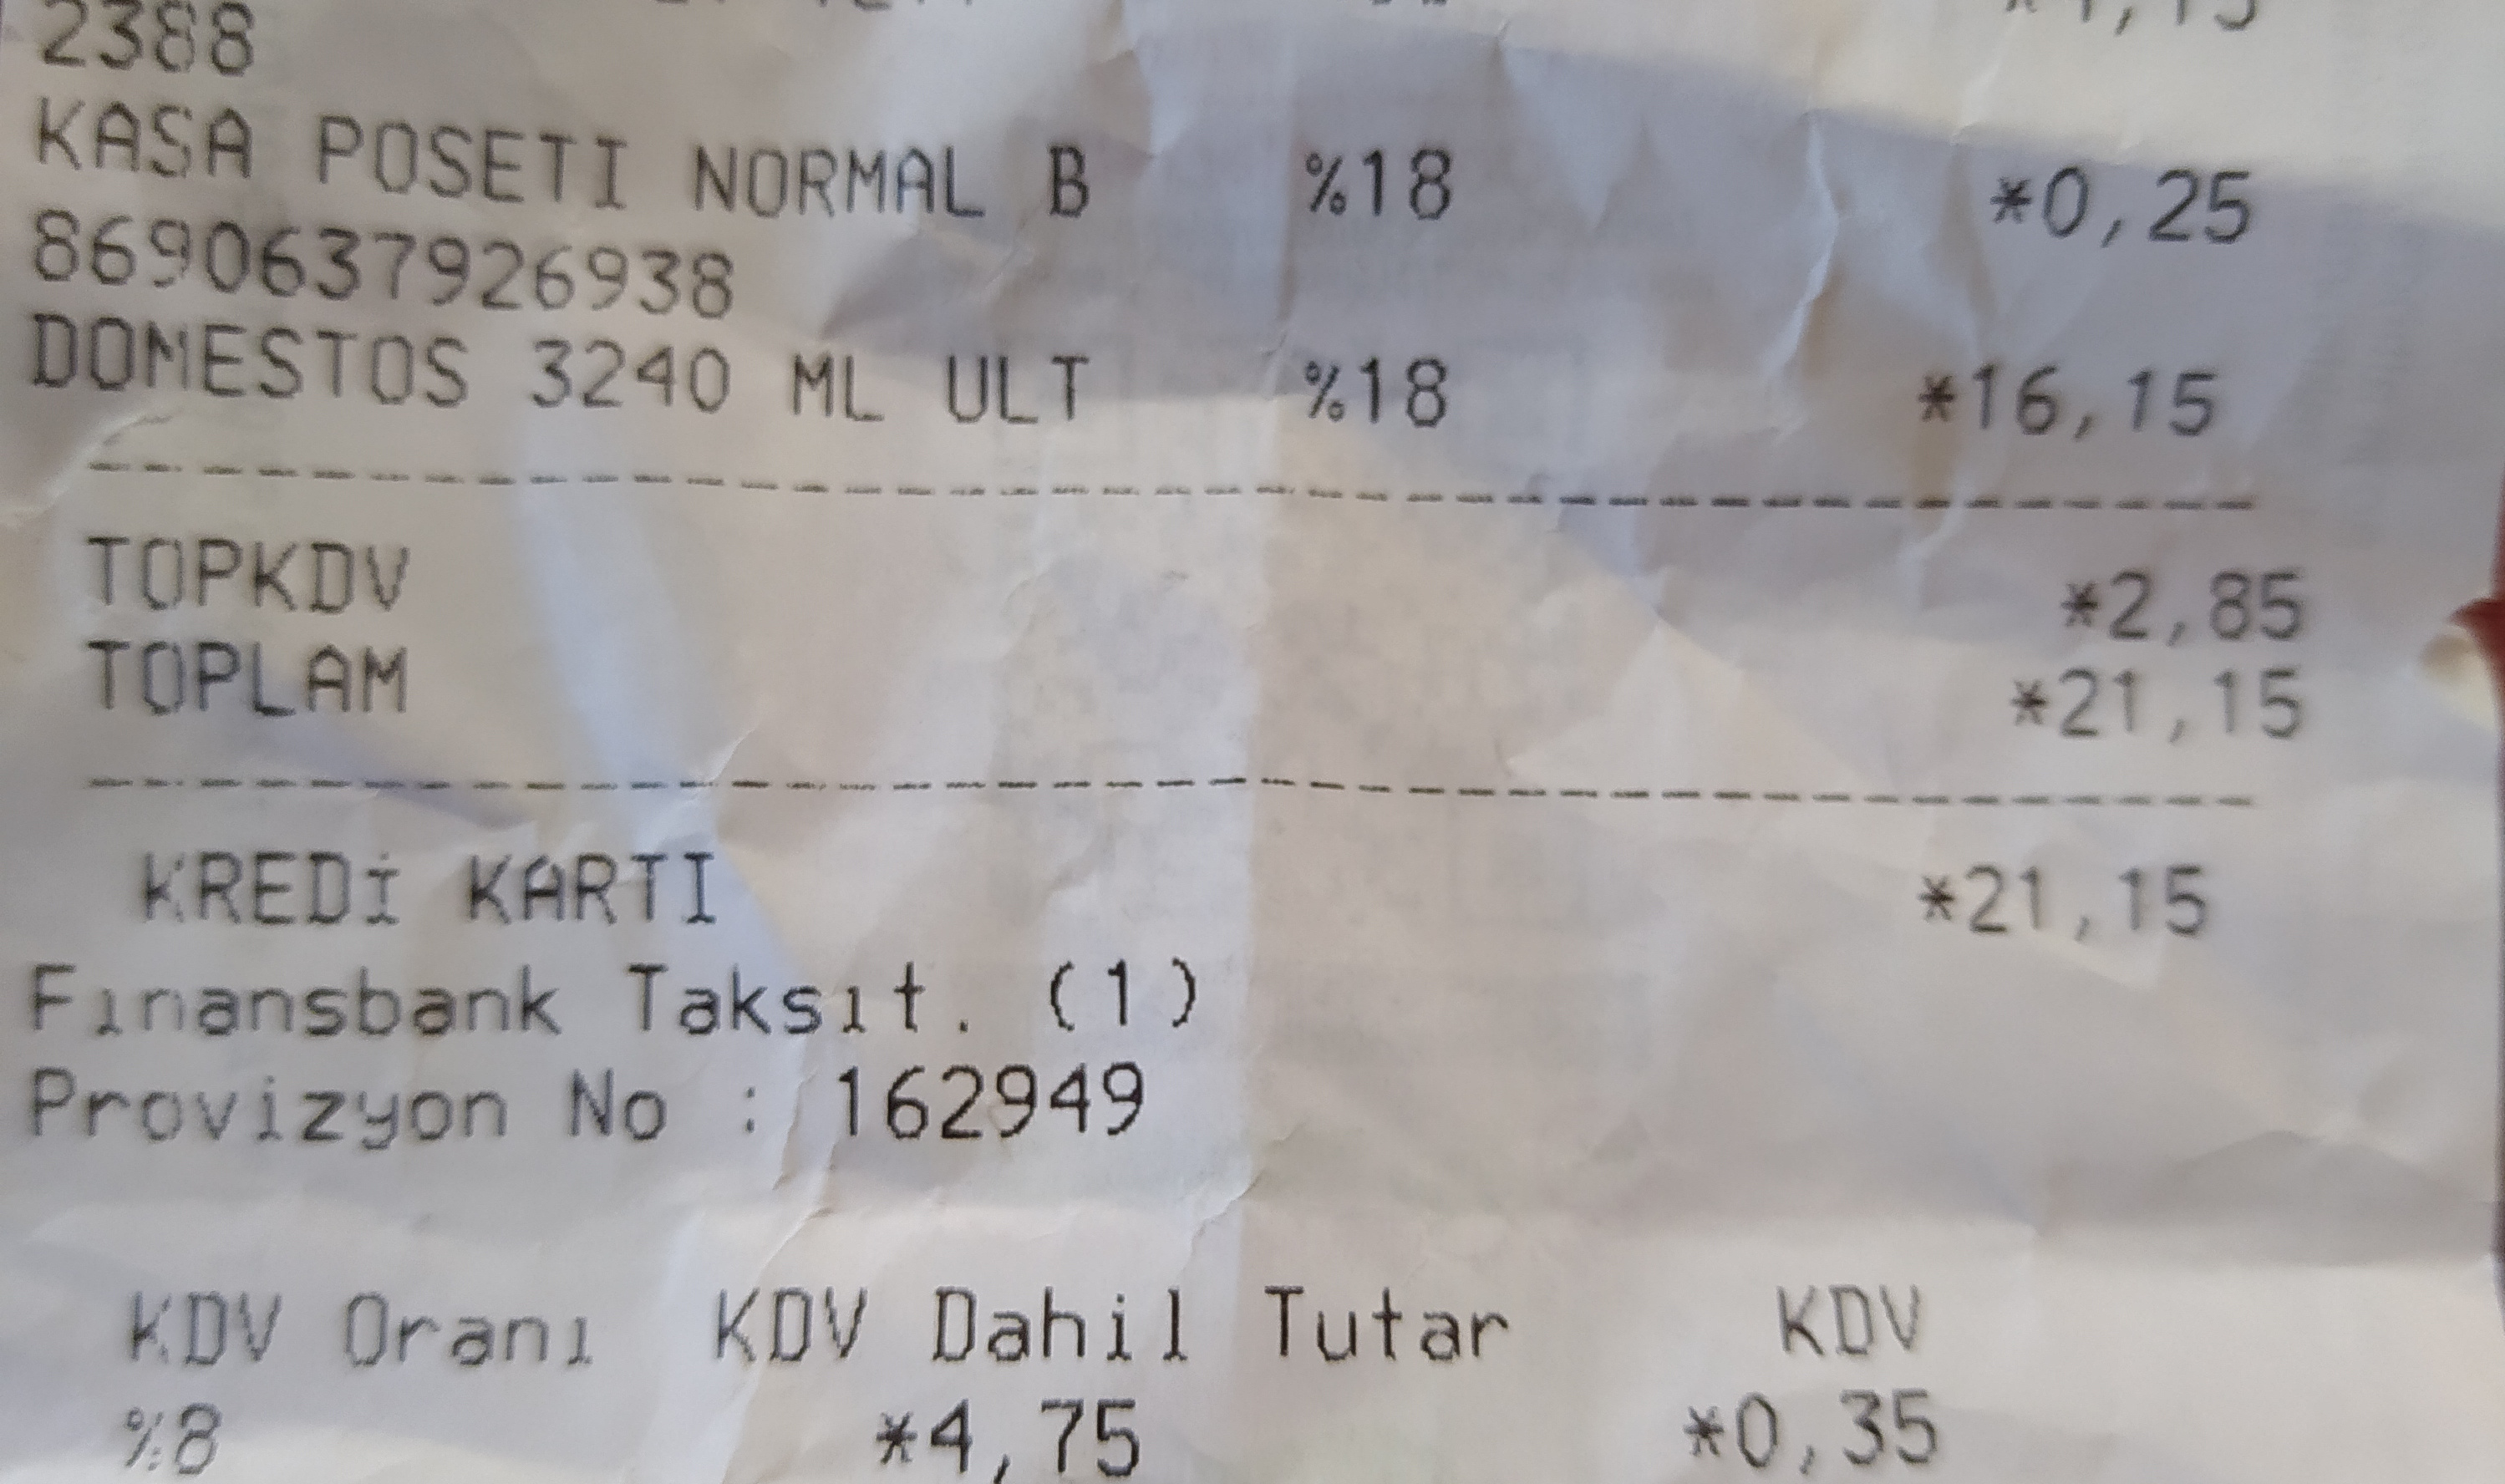 2388
KASA POSETI NORMAL B %18 *0,25
8690637926938
DOMESTOS 3240 ML ULT %18 *16,15
TOPKDV *2,85
TOPLAM *21,15
KREDİ KARTI *21,15
Fınansbank Taksıt. (1)
Provizyon No : 162949
KDV Oranı KDV Dahil Tutar KDV
%8 *4,75 *0,35